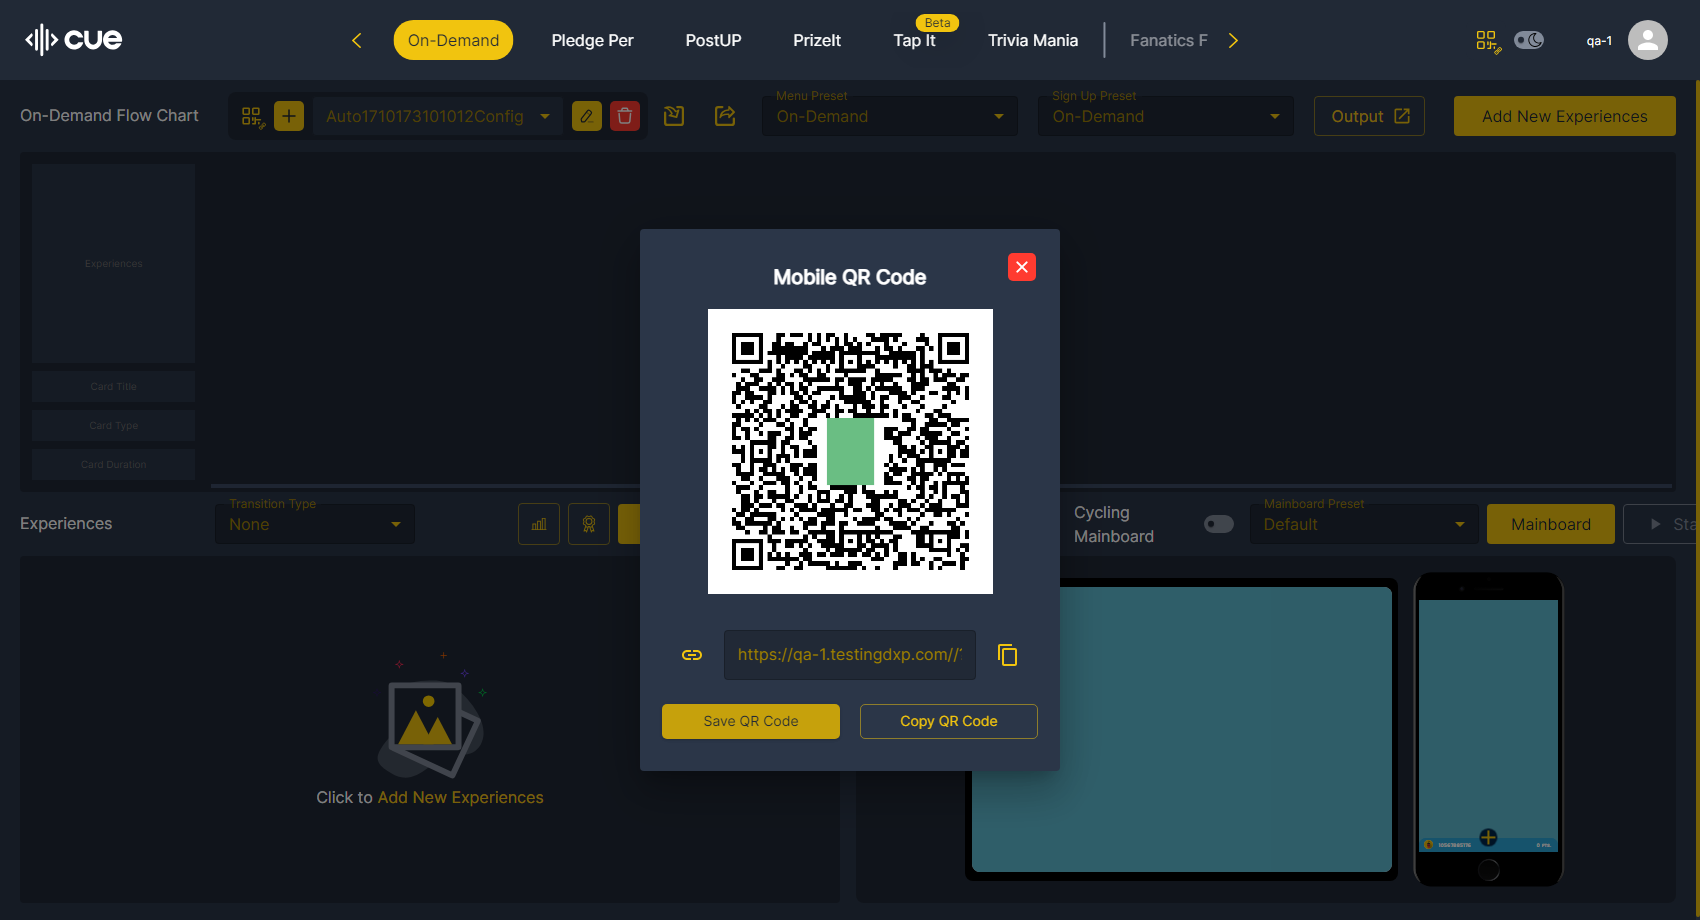 cue
On-Demand
Pledge Per
PostUP
PrizeIt
Beta
Tap It
Trivia Mania
Fanatics F
qa-1
On-Demand Flow Chart
Auto1710173101012Config
Menu Preset
On-Demand
Sign Up Preset
On-Demand
Output
Add New Experiences
Experiences
Card Title
Card Type
Card Duration
Mobile QR Code
https://qa-1.testingdxp.com//
Save QR Code
Copy QR Code
Experiences
Transition Type
None
Cycling
Mainboard
Mainboard Preset
Default
Mainboard
Sta
Click to Add New Experiences
0 Pts.